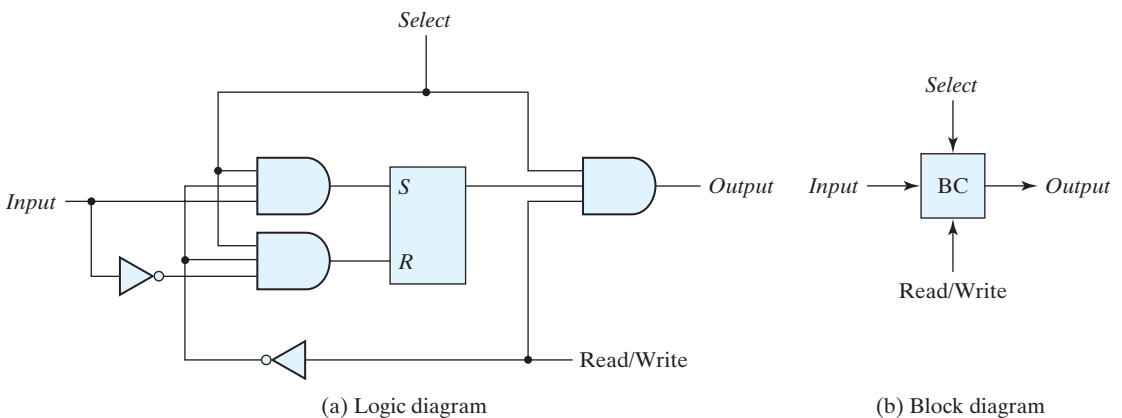 Select
Input
S
R
Output
Read/Write
(a) Logic diagram
Select
Input
BC
Output
Read/Write
(b) Block diagram